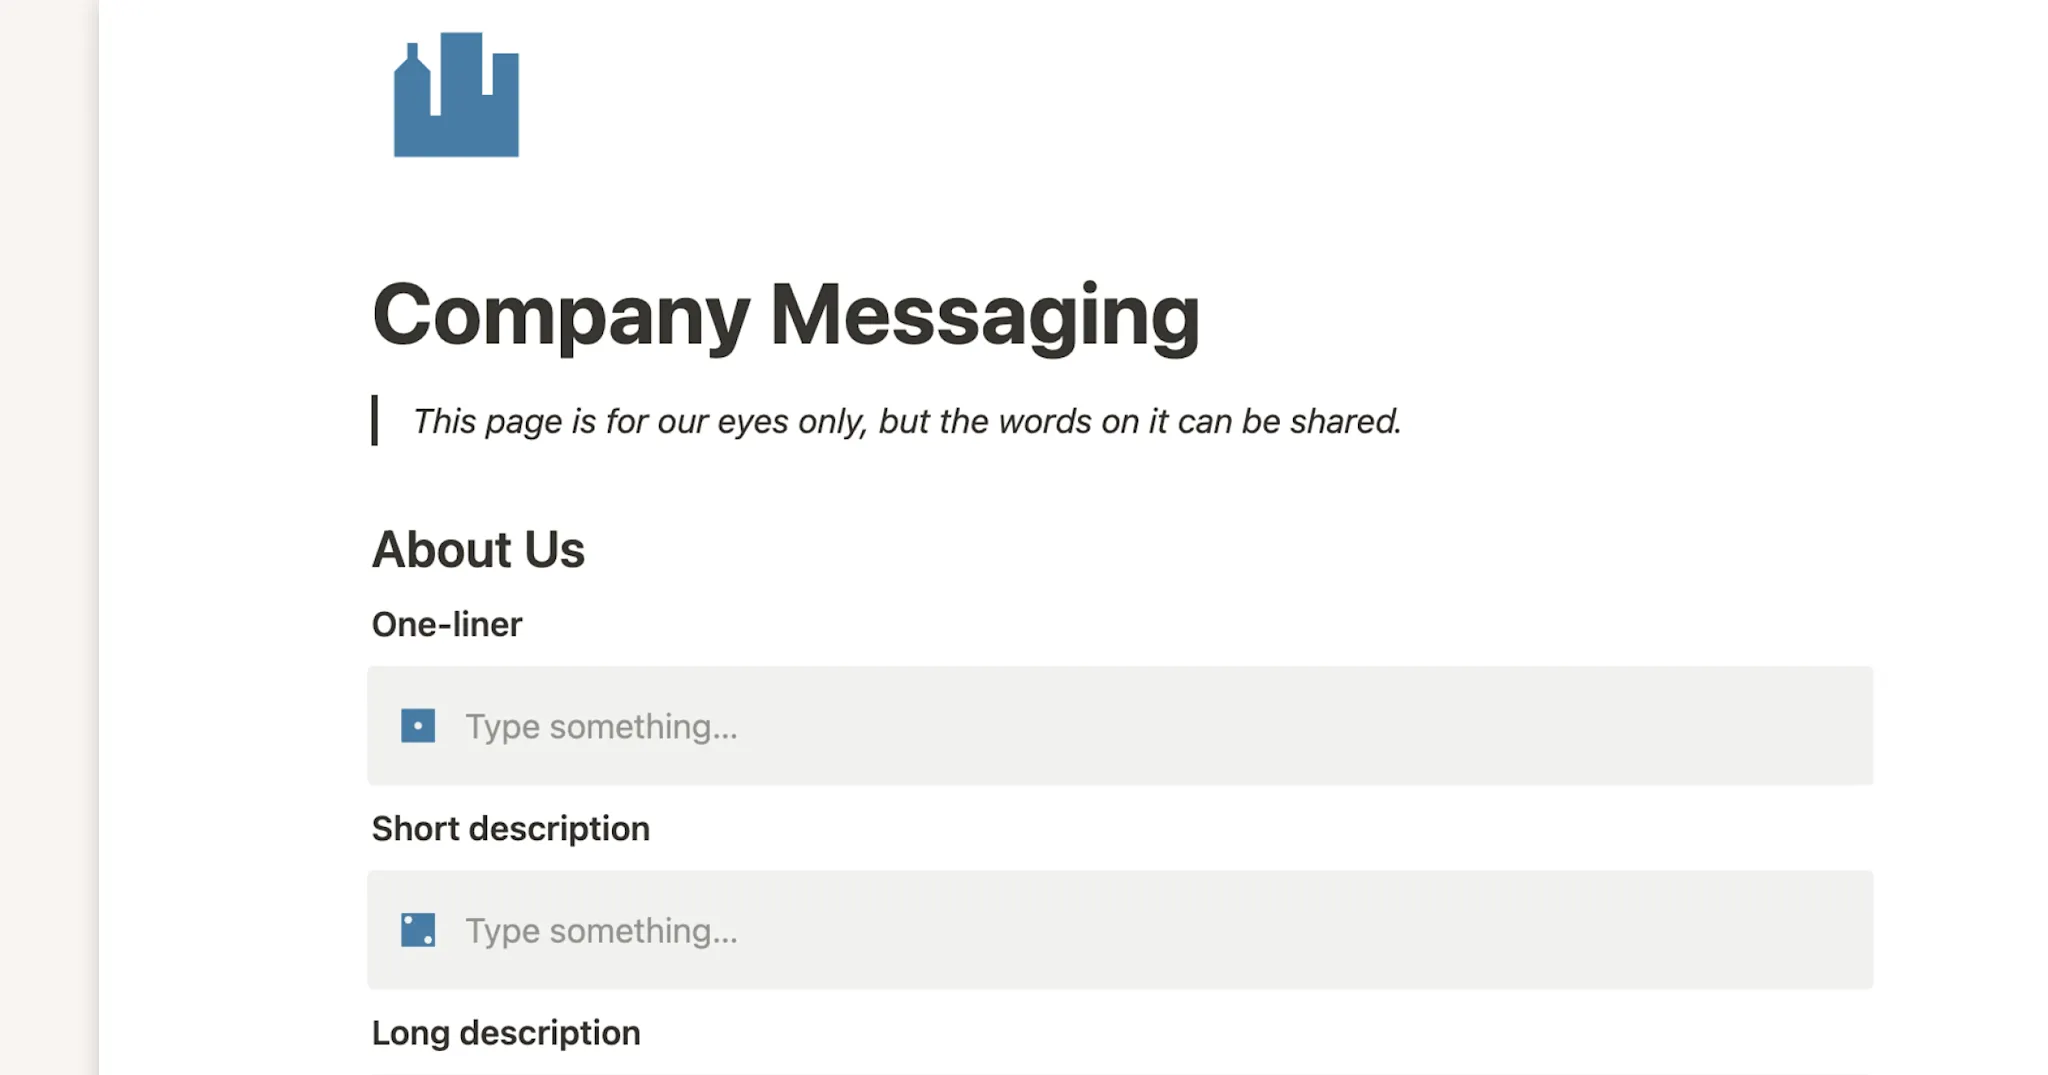 Company Messaging
This page is for our eyes only, but the words on it can be shared.
About Us
One-liner
Type something...
Short description
Type something...
Long description